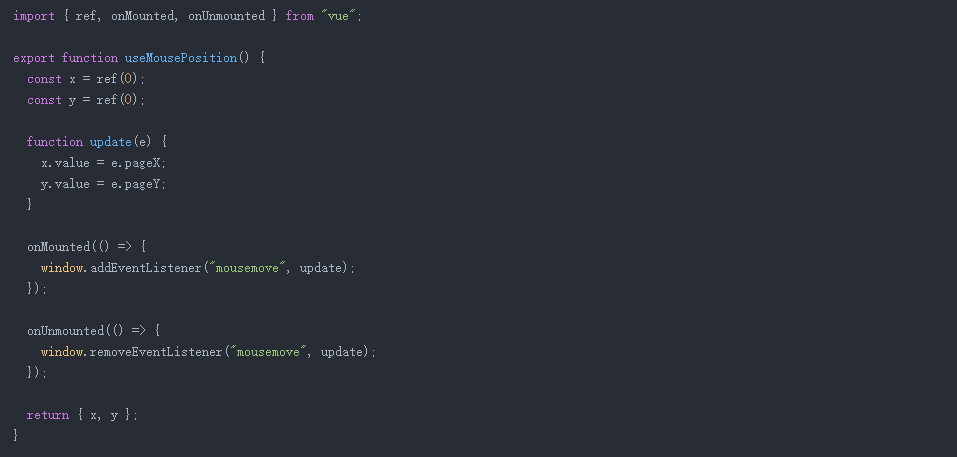 import { ref, onMounted, onUnmounted } from "vue";

export function useMousePosition() {
  const x = ref(0);
  const y = ref(0);

  function update(e) {
    x.value = e.pageX;
    y.value = e.pageY;
  }

  onMounted(() => {
    window.addEventListener("mousemove", update);
  });

  onUnmounted(() => {
    window.removeEventListener("mousemove", update);
  });

  return { x, y };
}